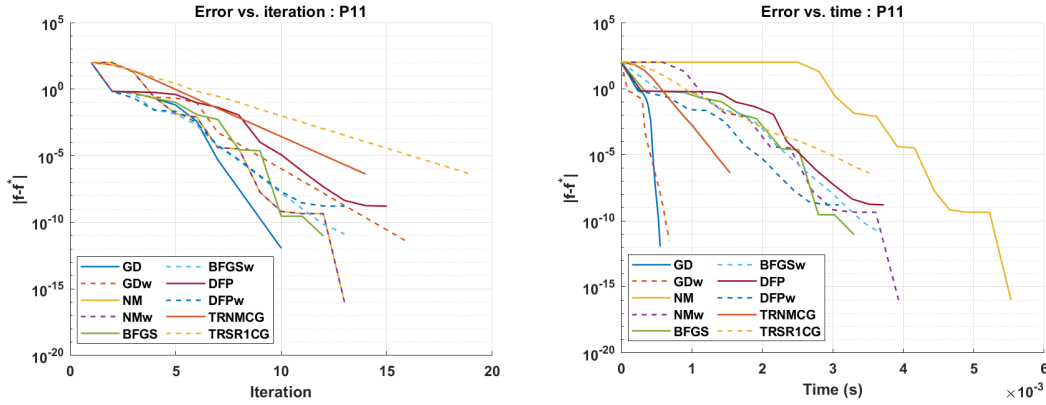 Error vs. iteration : P11
|f-f*|
10^5
10^0
10^-5
10^-10
10^-15
10^-20
0 5 10 15 20
Iteration
GD
GDw
NM
NMw
BFGS
BFGSw
DFP
DFPw
TRNMCG
TRSR1CG
Error vs. time : P11
|f-f*|
10^5
10^0
10^-5
10^-10
10^-15
10^-20
0 1 2 3 4 5 6
Time (s)
×10^-3
GD
GDw
NM
NMw
BFGS
BFGSw
DFP
DFPw
TRNMCG
TRSR1CG